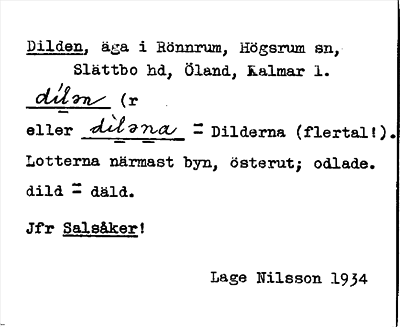 Dilden, äga i Rönnrum, Högsrum sn,
Slättbo hd, Öland, Kalmar l.
dilən (r
eller diləna = Dilderna (flertal!).
Lotterna närmast byn, österut; odlade.
dild = däld.
Jfr Salsåker!
Lage Nilsson 1934